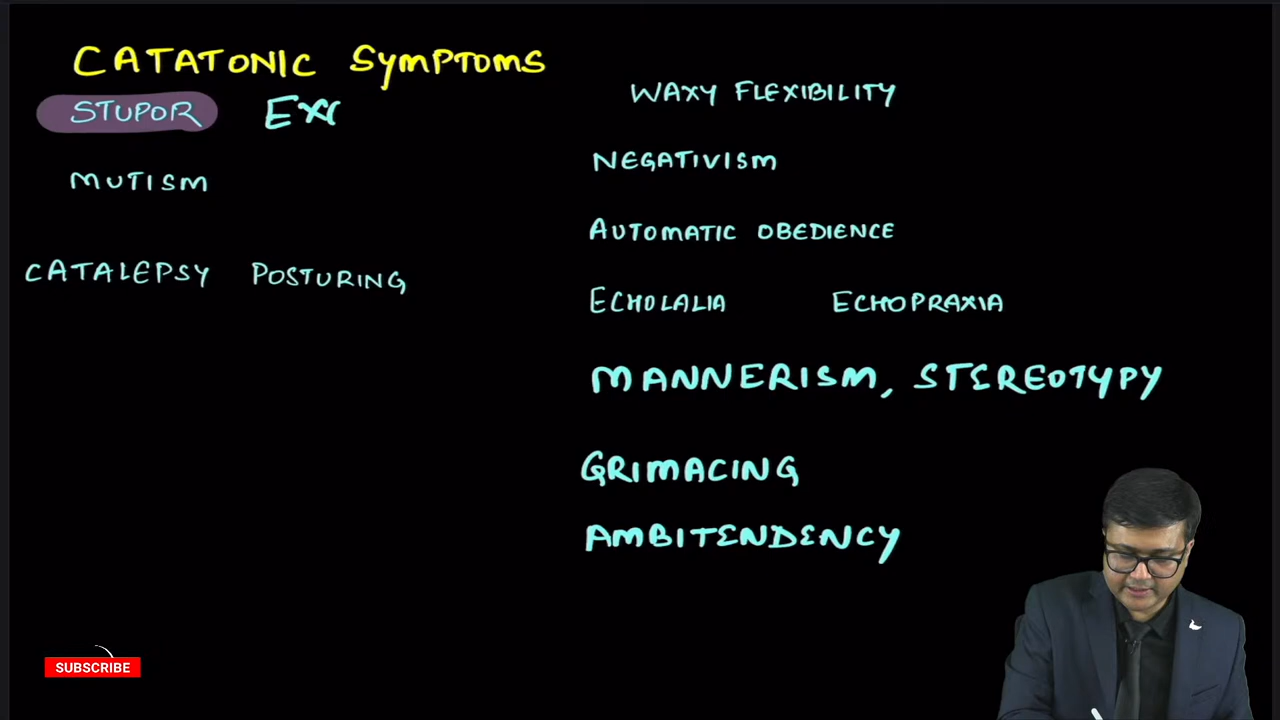 CATATONIC SYMPTOMS
STUPOR EXC
MUTISM
CATALEPSY POSTURING
WAXY FLEXIBILITY
NEGATIVISM
AUTOMATIC OBEDIENCE
ECHOLALIA ECHOPRAXIA
MANNERISM, STEREOTYPY
GRIMACING
AMBITENDENCY
SUBSCRIBE